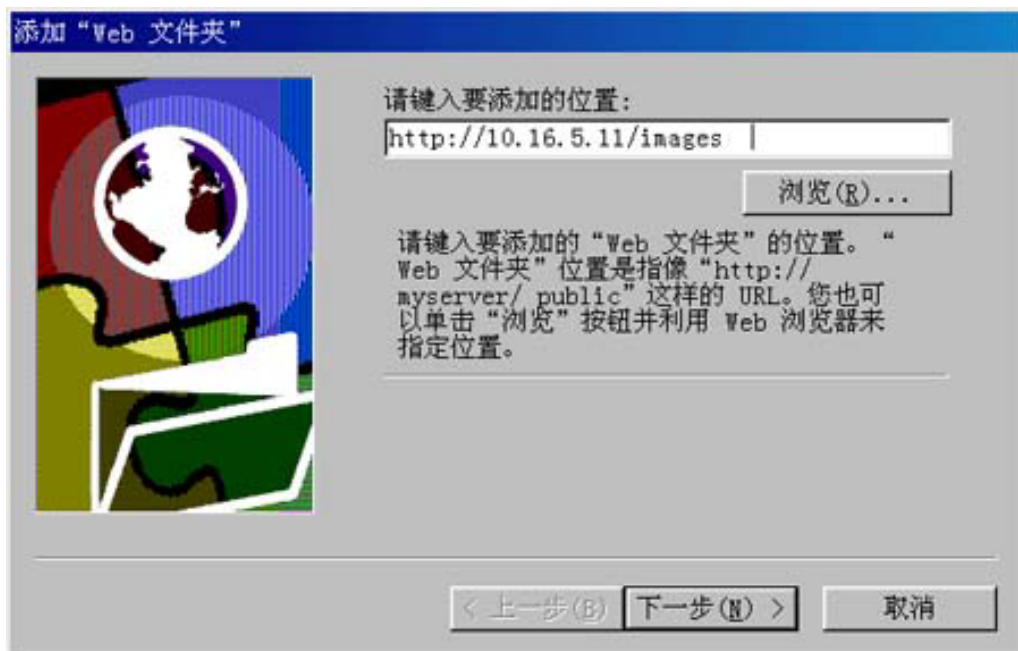 添加“Web 文件夹”
请键入要添加的位置:
http://10.16.5.11/images
浏览(R)...
请键入要添加的“Web 文件夹”的位置。“
Web 文件夹”位置是指像“http://
myserver/ public”这样的 URL。您也可
以单击“浏览”按钮并利用 Web 浏览器来
指定位置。
< 上一步(B)
下一步(N) >
取消